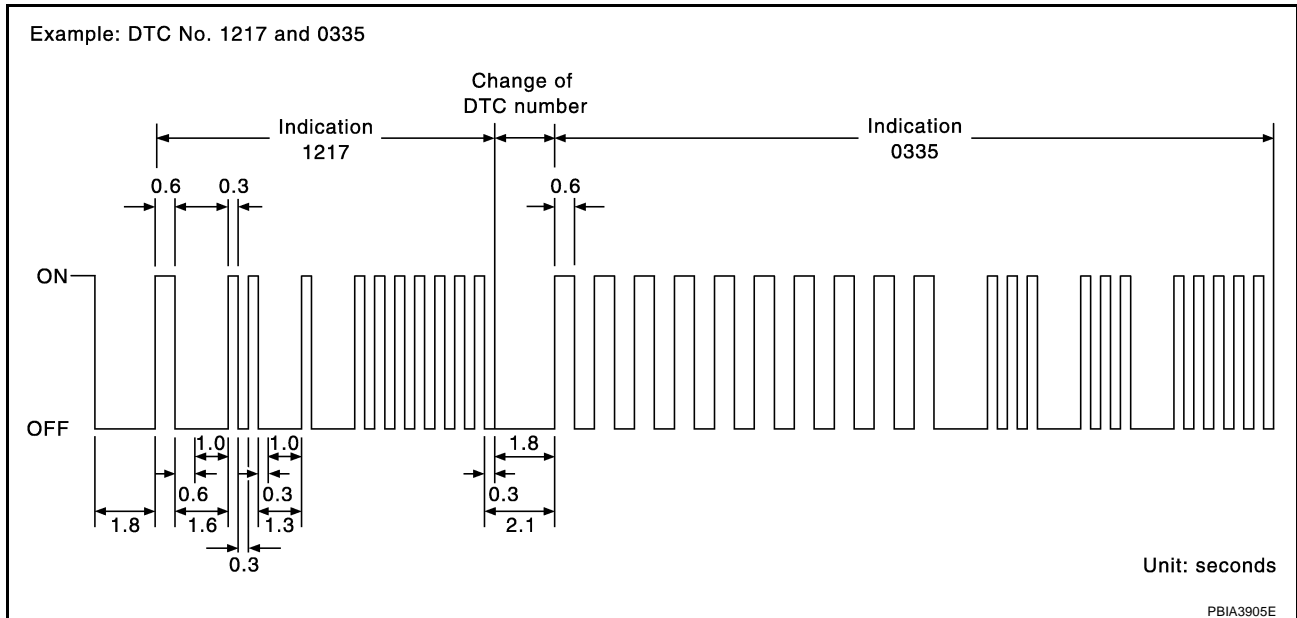 Example: DTC No. 1217 and 0335
Change of
DTC number
Indication
1217
Indication
0335
0.6
0.3
0.6
ON
OFF
1.0
1.0
1.8
0.6
0.3
0.3
1.8
1.6
1.3
2.1
0.3
Unit: seconds
PBIA3905E